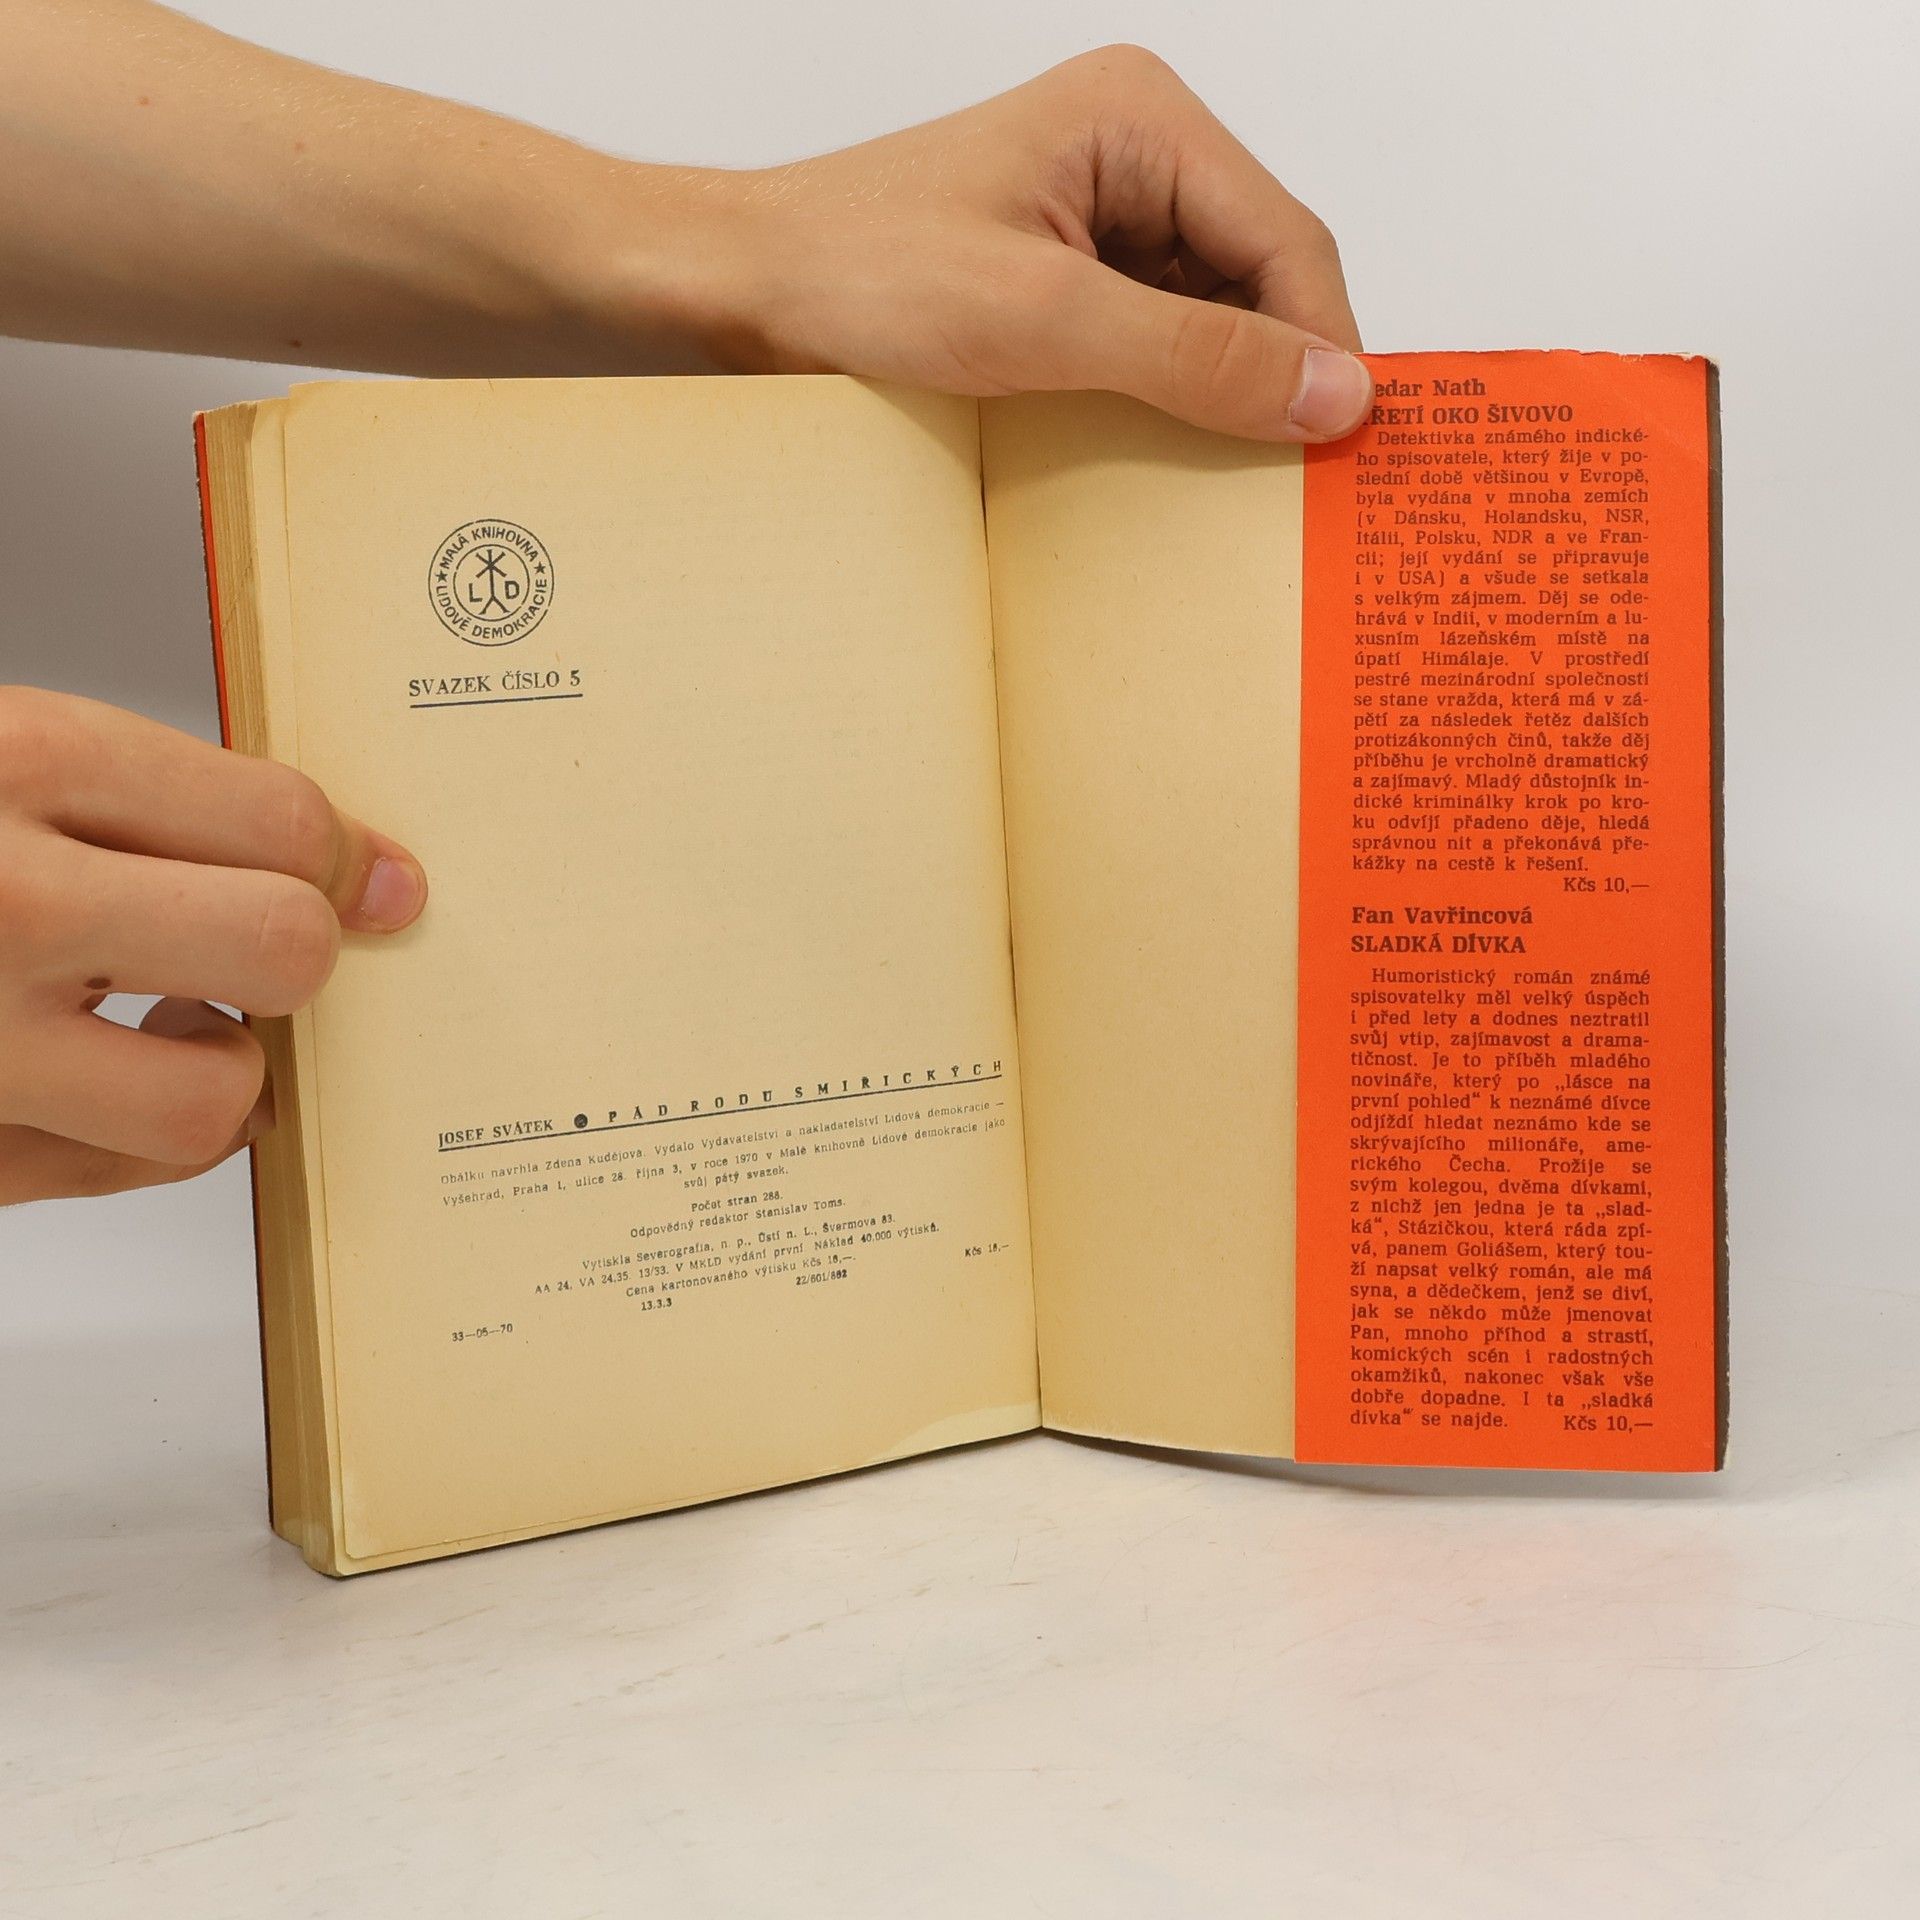 MALÁ KNIHOVNA
LIDOVÉ DEMOKRACIE
L D
SVAZEK ČÍSLO 5
JOSEF SVÁTEK ● PÁD RODU SMIŘICKÝCH
Obálku navrhla Zdena Kudějová. Vydalo Vydavatelství a nakladatelství Lidová demokracie —
Vyšehrad, Praha 1, ulice 28. října 3, v roce 1970 v Malé knihovně Lidové demokracie jako
svůj pátý svazek.
Počet stran 288.
Odpovědný redaktor Stanislav Toms.
Vytiskla Severografia, n. p., Ústí n. L., Švermova 83.
AA 24, VA 24,35. 13/33. V MKLD vydání první. Náklad 40.000 výtisků.
Cena kartonovaného výtisku Kčs 18,—.
Kčs 18,—
13.3.3
22/601/862
33—05—70
edar Nath
ŘETÍ OKO ŠIVOVO
Detektivka známého indické-
ho spisovatele, který žije v po-
slední době většinou v Evropě,
byla vydána v mnoha zemích
(v Dánsku, Holandsku, NSR,
Itálii, Polsku, NDR a ve Fran-
cii; její vydání se připravuje
i v USA) a všude se setkala
s velkým zájmem. Děj se ode-
hrává v Indii, v moderním a lu-
xusním lázeňském místě na
úpatí Himálaje. V prostředí
pestré mezinárodní společnosti
se stane vražda, která má v zá-
pětí za následek řetěz dalších
protizákonných činů, takže děj
příběhu je vrcholně dramatický
a zajímavý. Mladý důstojník in-
dické kriminálky krok po kro-
ku odvíjí přadeno děje, hledá
správnou nit a překonává pře-
kážky na cestě k řešení.
Kčs 10,—
Fan Vavřincová
SLADKÁ DÍVKA
Humoristický román známé
spisovatelky měl velký úspěch
i před lety a dodnes neztratil
svůj vtip, zajímavost a drama-
tičnost. Je to příběh mladého
novináře, který po „lásce na
první pohled“ k neznámé dívce
odjíždí hledat neznámo kde se
skrývajícího milionáře, ame-
rického Čecha. Prožije se
svým kolegou, dvěma dívkami,
z nichž jen jedna je ta „slad-
ká“, Stázičkou, která ráda zpí-
vá, panem Goliášem, který tou-
ží napsat velký román, ale má
syna, a dědečkem, jenž se diví,
jak se někdo může jmenovat
Pan, mnoho příhod a strastí,
komických scén i radostných
okamžiků, nakonec však vše
dobře dopadne. I ta „sladká
dívka“ se najde. Kčs 10,—